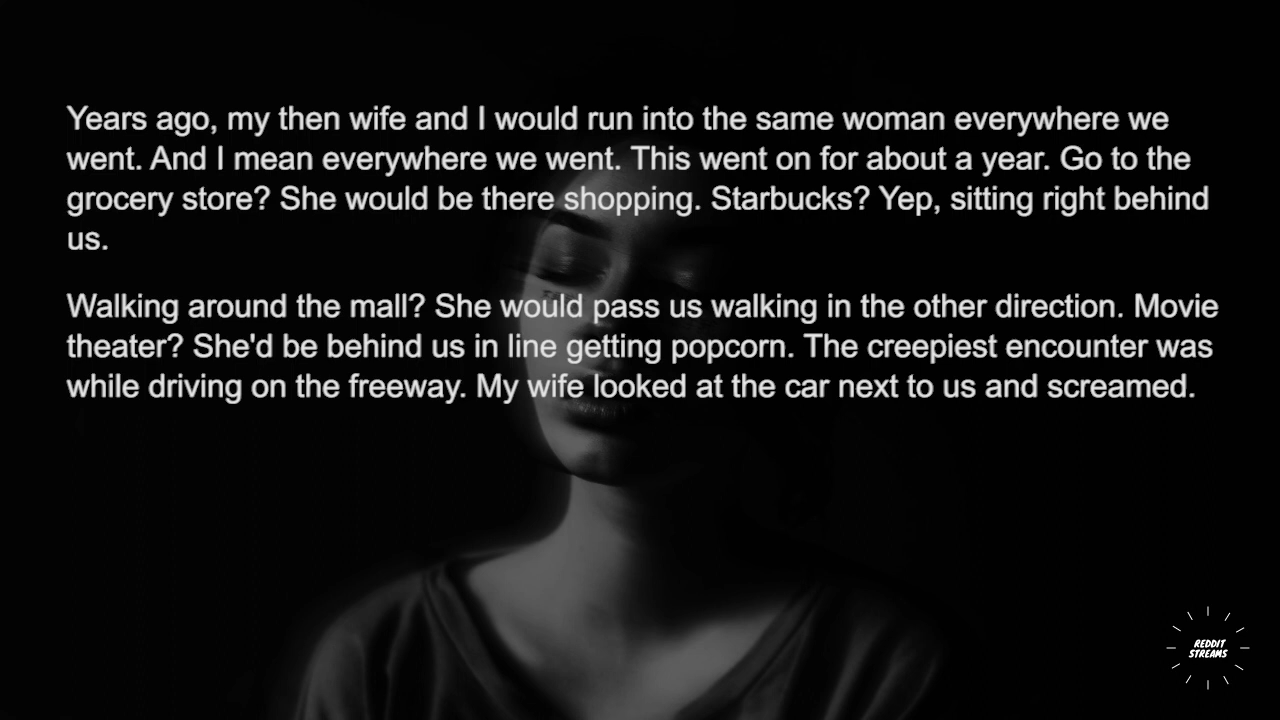 Years ago, my then wife and I would run into the same woman everywhere we
went. And I mean everywhere we went. This went on for about a year. Go to the
grocery store? She would be there shopping. Starbucks? Yep, sitting right behind
us.
Walking around the mall? She would pass us walking in the other direction. Movie
theater? She'd be behind us in line getting popcorn. The creepiest encounter was
while driving on the freeway. My wife looked at the car next to us and screamed.
REDDIT
STREAMS